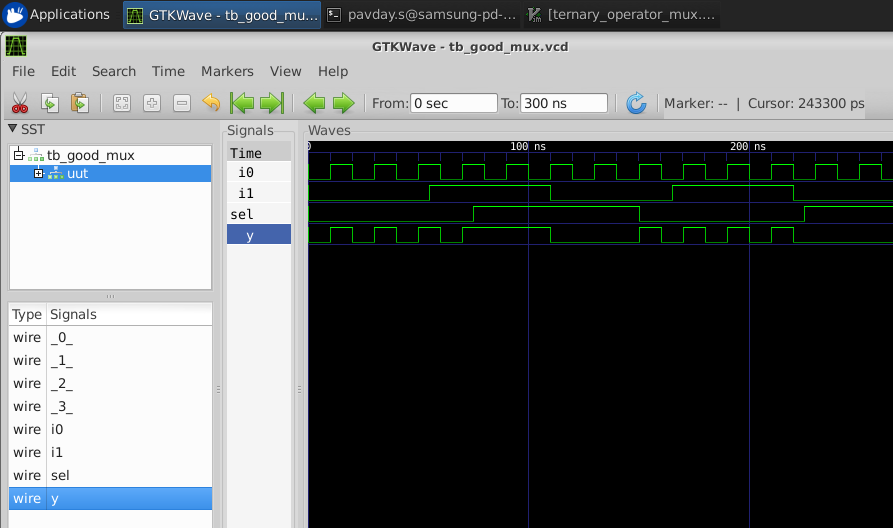 Applications
GTKWave - tb_good_mu...
pavday.s@samsung-pd-...
[ternary_operator_mux....
GTKWave - tb_good_mux.vcd
File Edit Search Time Markers View Help
From: 0 sec To: 300 ns Marker: -- | Cursor: 243300 ps
SST
tb_good_mux
uut
Type Signals
wire _0_
wire _1_
wire _2_
wire _3_
wire i0
wire i1
wire sel
wire y
Signals
Time
i0
i1
sel
y
Waves
0 100 ns 200 ns